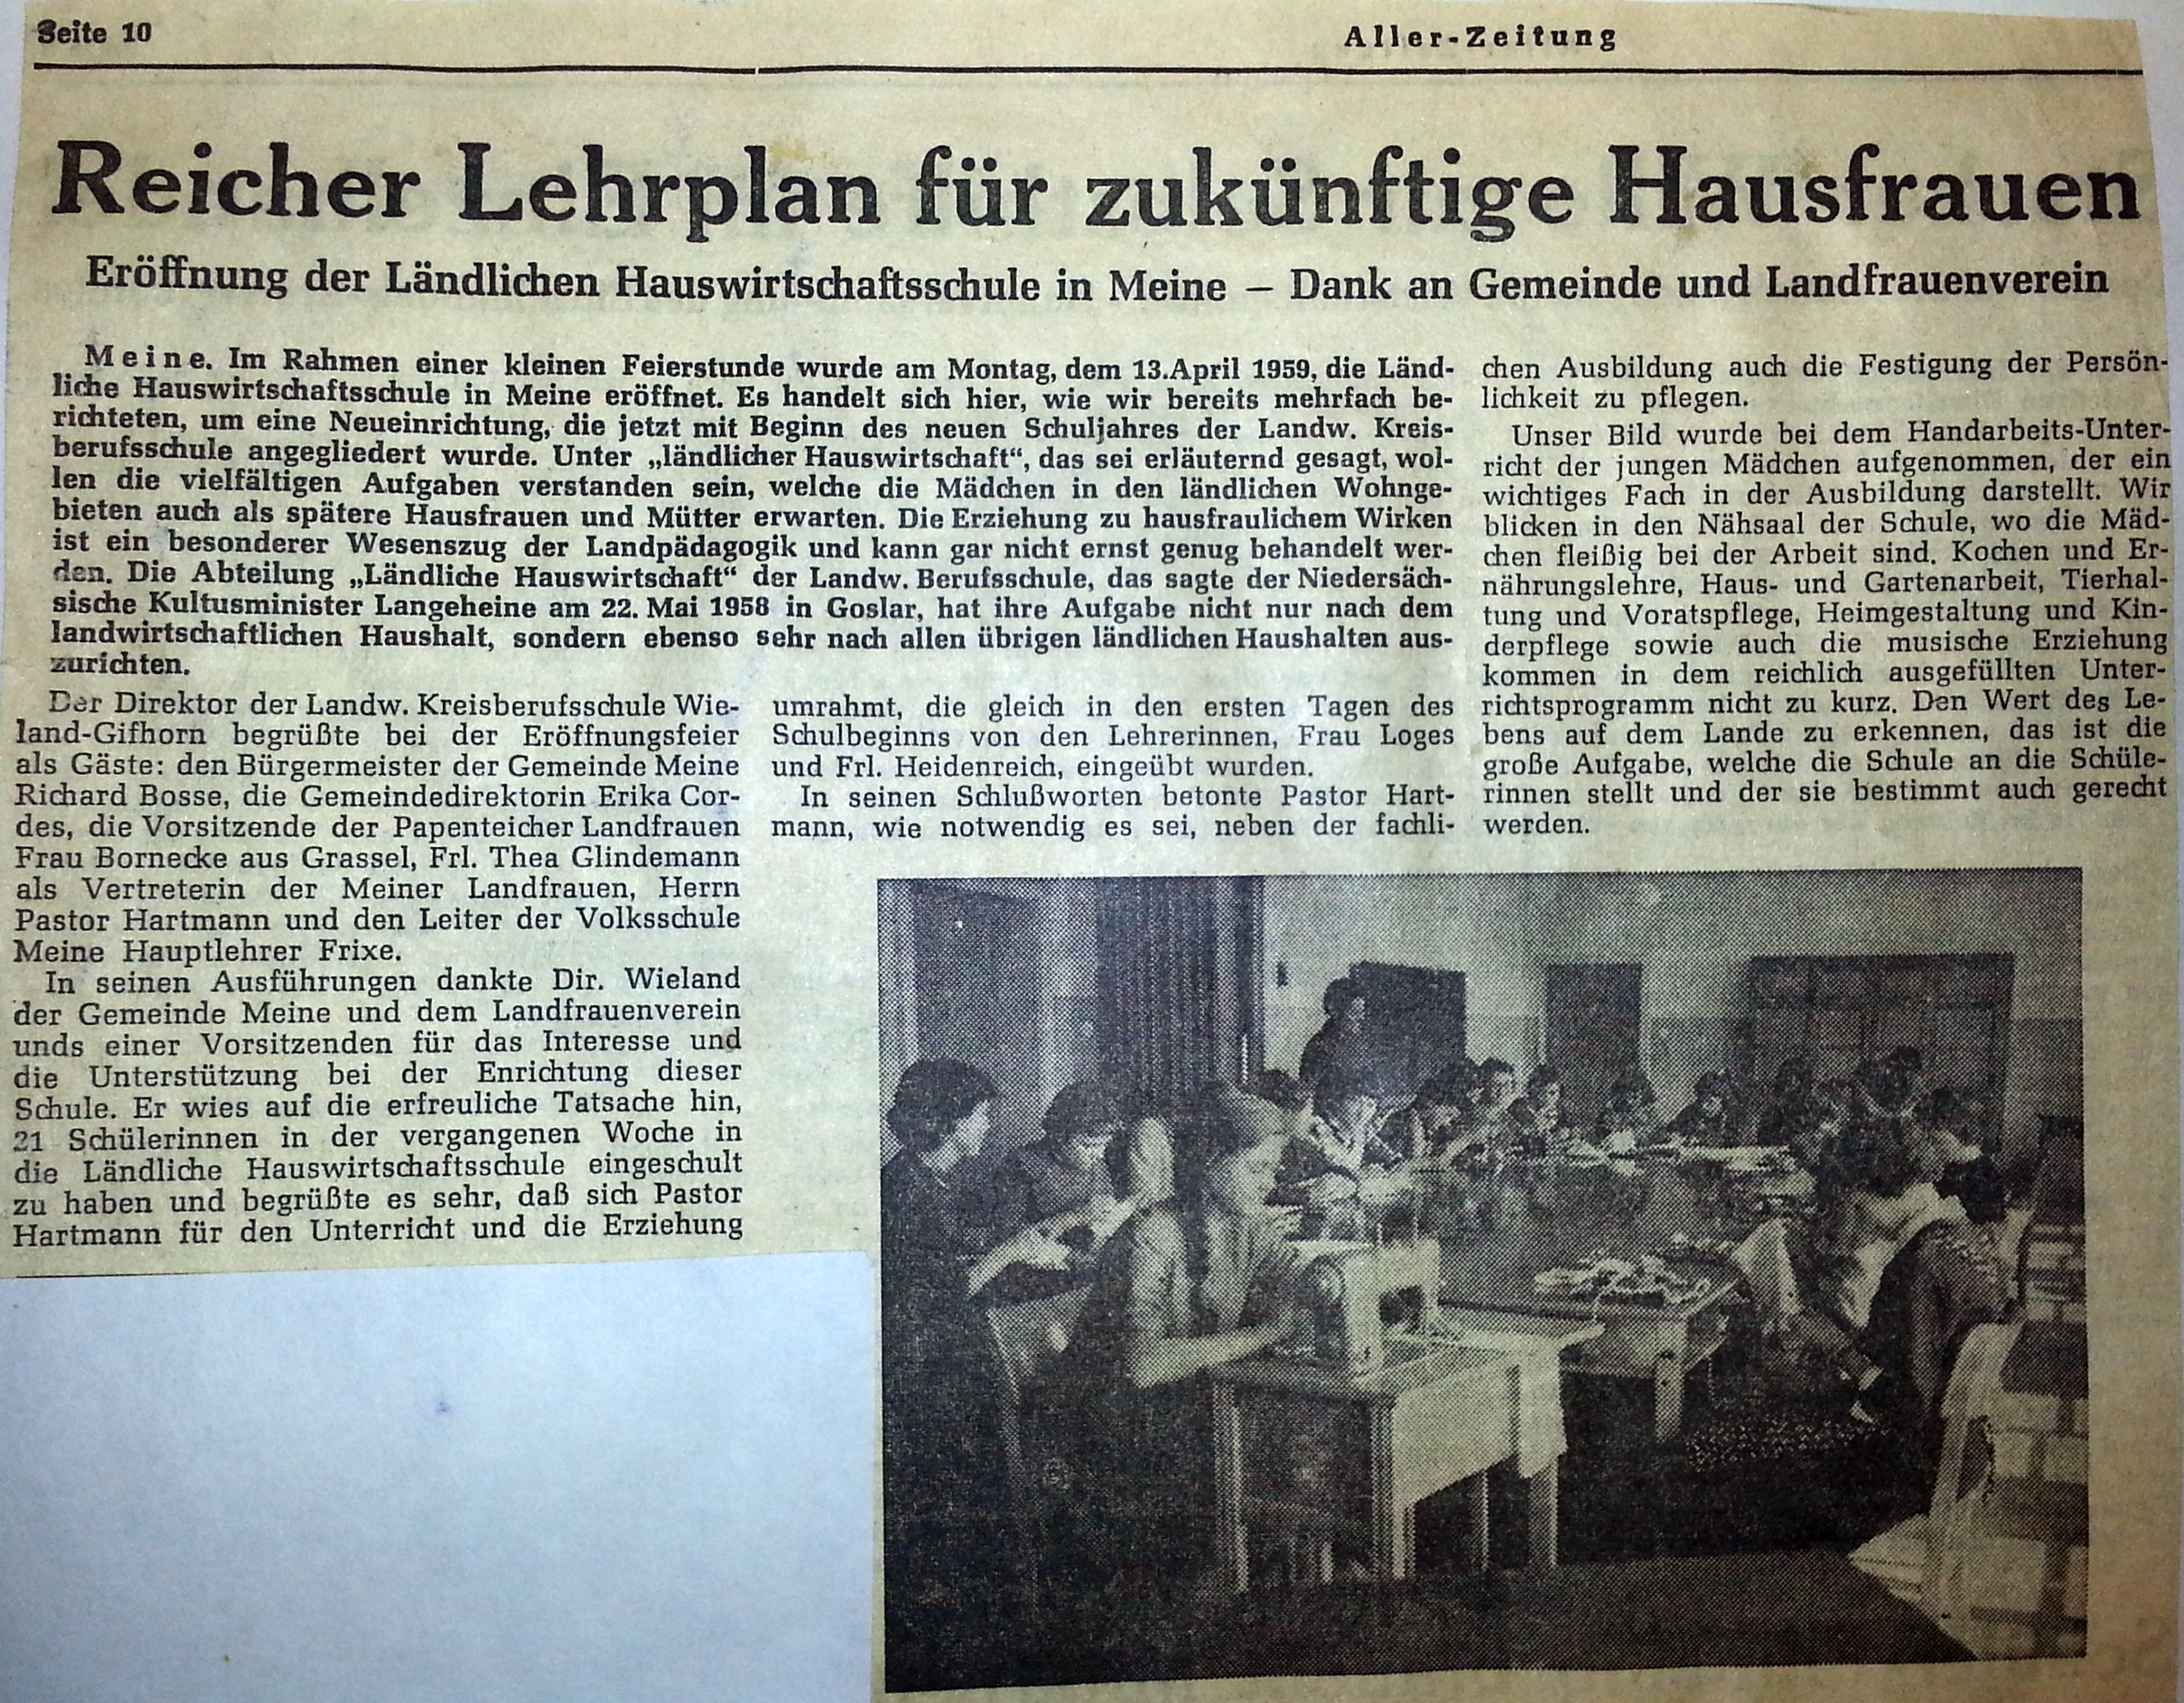 Seite 10
Aller-Zeitung
Reicher Lehrplan für zukünftige Hausfrauen
Eröffnung der Ländlichen Hauswirtschaftsschule in Meine — Dank an Gemeinde und Landfrauenverein
Meine. Im Rahmen einer kleinen Feierstunde wurde am Montag, dem 13.April 1959, die Länd-
liche Hauswirtschaftsschule in Meine eröffnet. Es handelt sich hier, wie wir bereits mehrfach be-
richteten, um eine Neueinrichtung, die jetzt mit Beginn des neuen Schuljahres der Landw. Kreis-
berufsschule angegliedert wurde. Unter „ländlicher Hauswirtschaft“, das sei erläuternd gesagt, wol-
len die vielfältigen Aufgaben verstanden sein, welche die Mädchen in den ländlichen Wohnge-
bieten auch als spätere Hausfrauen und Mütter erwarten. Die Erziehung zu hausfraulichem Wirken
ist ein besonderer Wesenszug der Landpädagogik und kann gar nicht ernst genug behandelt wer-
den. Die Abteilung „Ländliche Hauswirtschaft“ der Landw. Berufsschule, das sagte der Niedersäch-
sische Kultusminister Langeheine am 22. Mai 1958 in Goslar, hat ihre Aufgabe nicht nur nach dem
landwirtschaftlichen Haushalt, sondern ebenso sehr nach allen übrigen ländlichen Haushalten aus-
zurichten.
Der Direktor der Landw. Kreisberufsschule Wie-
land-Gifhorn begrüßte bei der Eröffnungsfeier
als Gäste: den Bürgermeister der Gemeinde Meine
Richard Bosse, die Gemeindedirektorin Erika Cor-
des, die Vorsitzende der Papenteicher Landfrauen
Frau Bornecke aus Grassel, Frl. Thea Glindemann
als Vertreterin der Meiner Landfrauen, Herrn
Pastor Hartmann und den Leiter der Volksschule
Meine Hauptlehrer Frixe.
In seinen Ausführungen dankte Dir. Wieland
der Gemeinde Meine und dem Landfrauenverein
unds einer Vorsitzenden für das Interesse und
die Unterstützung bei der Enrichtung dieser
Schule. Er wies auf die erfreuliche Tatsache hin,
21 Schülerinnen in der vergangenen Woche in
die Ländliche Hauswirtschaftsschule eingeschult
zu haben und begrüßte es sehr, daß sich Pastor
Hartmann für den Unterricht und die Erziehung
umrahmt, die gleich in den ersten Tagen des
Schulbeginns von den Lehrerinnen, Frau Loges
und Frl. Heidenreich, eingeübt wurden.
In seinen Schlußworten betonte Pastor Hart-
mann, wie notwendig es sei, neben der fachli-
chen Ausbildung auch die Festigung der Persön-
lichkeit zu pflegen.
Unser Bild wurde bei dem Handarbeits-Unter-
richt der jungen Mädchen aufgenommen, der ein
wichtiges Fach in der Ausbildung darstellt. Wir
blicken in den Nähsaal der Schule, wo die Mäd-
chen fleißig bei der Arbeit sind. Kochen und Er-
nährungslehre, Haus- und Gartenarbeit, Tierhal-
tung und Voratspflege, Heimgestaltung und Kin-
derpflege sowie auch die musische Erziehung
kommen in dem reichlich ausgefüllten Unter-
richtsprogramm nicht zu kurz. Den Wert des Le-
bens auf dem Lande zu erkennen, das ist die
große Aufgabe, welche die Schule an die Schüle-
rinnen stellt und der sie bestimmt auch gerecht
werden.